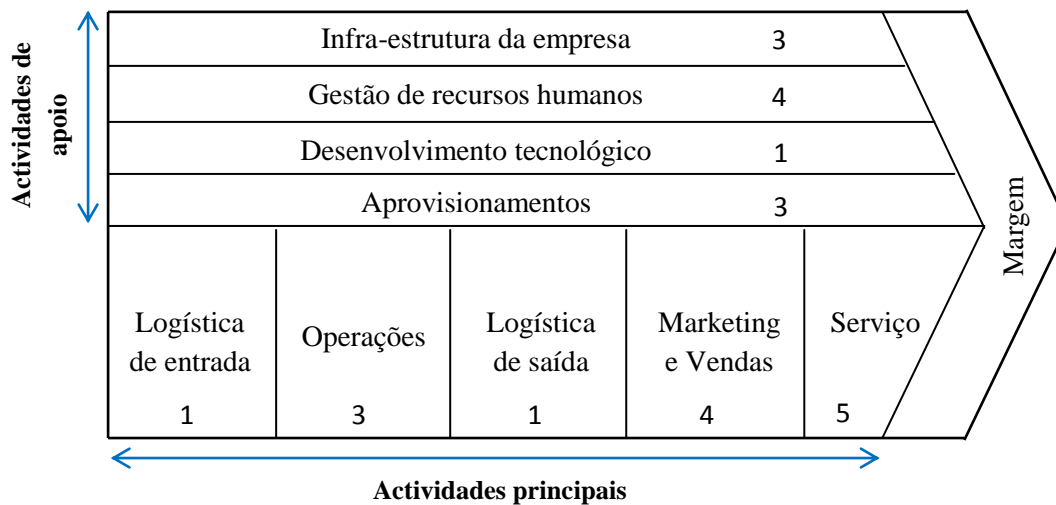 Actividades de
apoio
Infra-estrutura da empresa 3
Gestão de recursos humanos 4
Desenvolvimento tecnológico 1
Aprovisionamentos 3
Margem
Logística
de entrada
1
Operações
3
Logística
de saída
1
Marketing
e Vendas
4
Serviço
5
Actividades principais